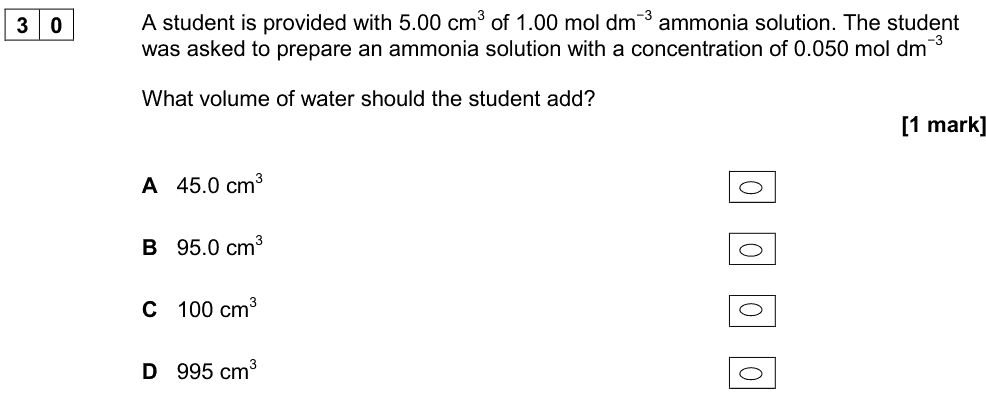 3 0 A student is provided with 5.00 cm³ of 1.00 mol dm⁻³ ammonia solution. The student
was asked to prepare an ammonia solution with a concentration of 0.050 mol dm⁻³
What volume of water should the student add?
[1 mark]
A 45.0 cm³
B 95.0 cm³
C 100 cm³
D 995 cm³